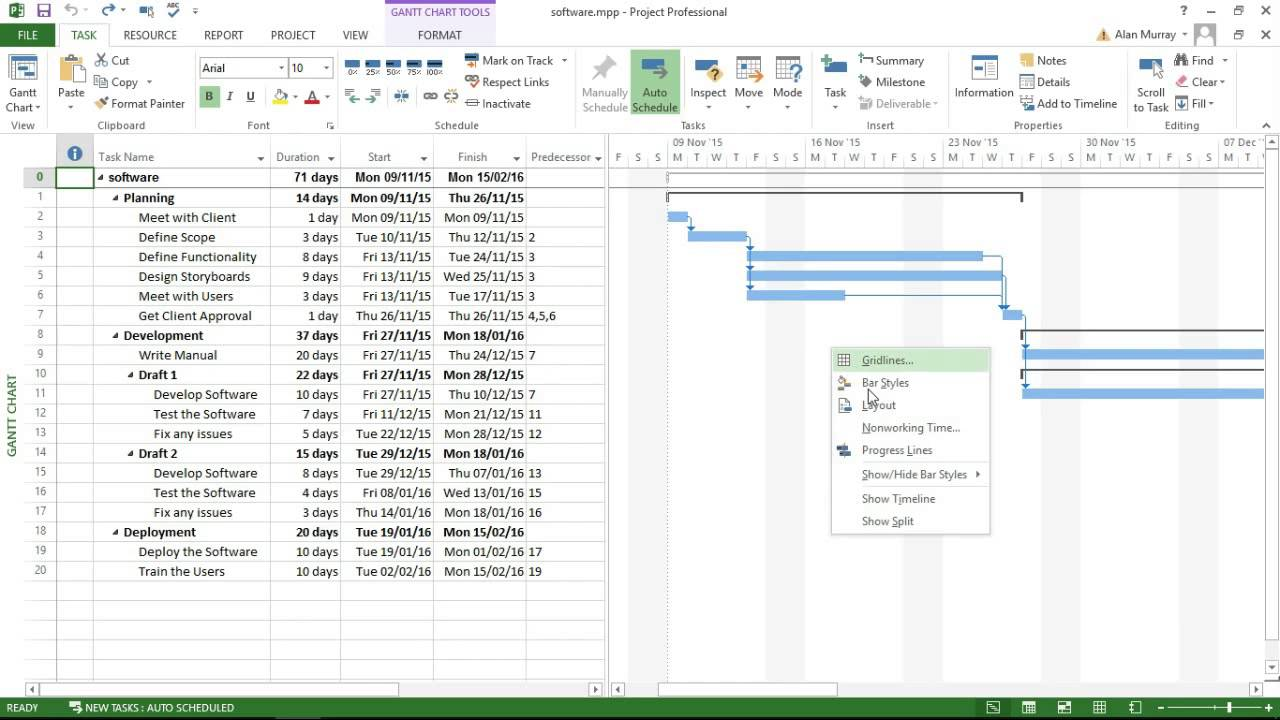 GANTT CHART TOOLS
software.mpp - Project Professional
?
FILE TASK RESOURCE REPORT PROJECT VIEW FORMAT
Alan Murray
Gantt Chart
View
Paste
Cut
Copy
Format Painter
Clipboard
Arial 10
B I U A
Font
0% 25% 50% 75% 100%
Mark on Track
Respect Links
Inactivate
Schedule
Manually Schedule
Auto Schedule
Inspect Move Mode
Tasks
Task
Summary
Milestone
Deliverable
Insert
Information
Notes
Details
Add to Timeline
Properties
Scroll to Task
Find
Clear
Fill
Editing
GANTT CHART
Task Name Duration Start Finish Predecessor
0 software 71 days Mon 09/11/15 Mon 15/02/16
1 Planning 14 days Mon 09/11/15 Thu 26/11/15
2 Meet with Client 1 day Mon 09/11/15 Mon 09/11/15
3 Define Scope 3 days Tue 10/11/15 Thu 12/11/15 2
4 Define Functionality 8 days Fri 13/11/15 Tue 24/11/15 3
5 Design Storyboards 9 days Fri 13/11/15 Wed 25/11/15 3
6 Meet with Users 3 days Fri 13/11/15 Tue 17/11/15 3
7 Get Client Approval 1 day Thu 26/11/15 Thu 26/11/15 4,5,6
8 Development 37 days Fri 27/11/15 Mon 18/01/16
9 Write Manual 20 days Fri 27/11/15 Thu 24/12/15 7
10 Draft 1 22 days Fri 27/11/15 Mon 28/12/15
11 Develop Software 10 days Fri 27/11/15 Thu 10/12/15 7
12 Test the Software 7 days Fri 11/12/15 Mon 21/12/15 11
13 Fix any issues 5 days Tue 22/12/15 Mon 28/12/15 12
14 Draft 2 15 days Tue 29/12/15 Mon 18/01/16
15 Develop Software 8 days Tue 29/12/15 Thu 07/01/16 13
16 Test the Software 4 days Fri 08/01/16 Wed 13/01/16 15
17 Fix any issues 3 days Thu 14/01/16 Mon 18/01/16 16
18 Deployment 20 days Tue 19/01/16 Mon 15/02/16
19 Deploy the Software 10 days Tue 19/01/16 Mon 01/02/16 17
20 Train the Users 10 days Tue 02/02/16 Mon 15/02/16 19
09 Nov '15 16 Nov '15 23 Nov '15 30 Nov '15 07 Dec
F S S M T W T F S S M T W T F S S M T W T F S S M T W T F S S M T
Gridlines...
Bar Styles
Layout
Nonworking Time...
Progress Lines
Show/Hide Bar Styles
Show Timeline
Show Split
READY NEW TASKS : AUTO SCHEDULED